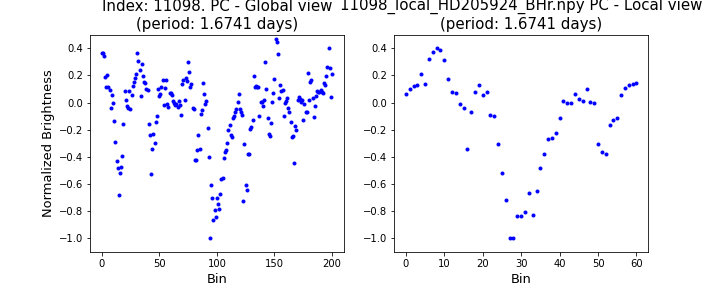 Index: 11098. PC - Global view
(period: 1.6741 days)
11098_local_HD205924_BHr.npy PC - Local view
(period: 1.6741 days)
Normalized Brightness
0.4
0.2
0.0
−0.2
−0.4
−0.6
−0.8
−1.0
0 50 100 150 200
Bin
0.4
0.2
0.0
−0.2
−0.4
−0.6
−0.8
−1.0
0 10 20 30 40 50 60
Bin